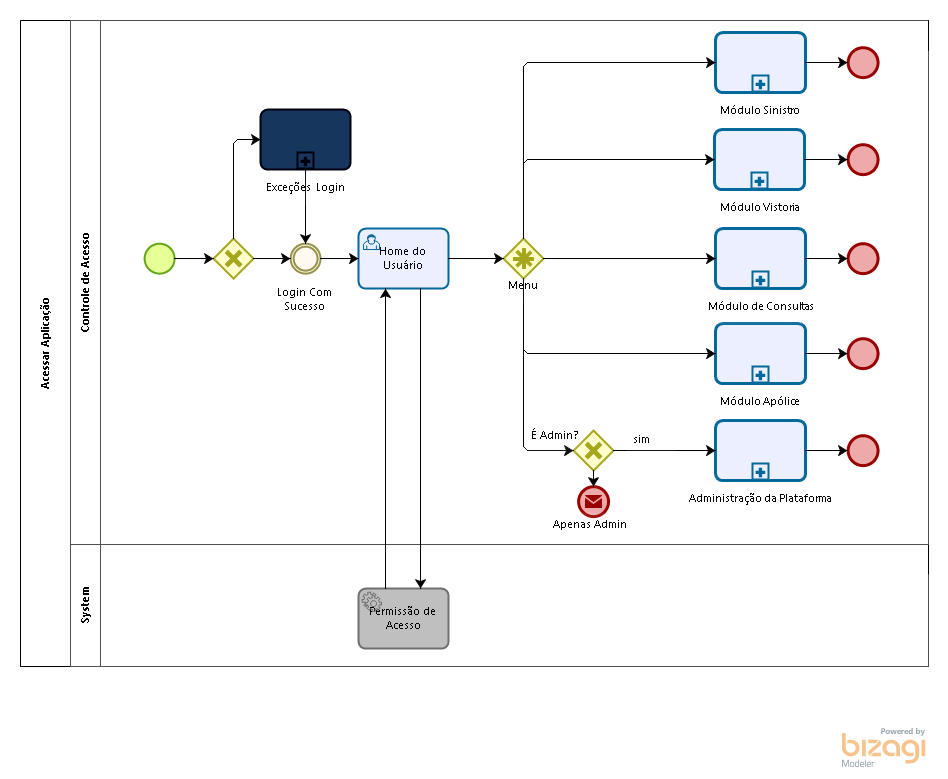 Acessar Aplicação
Controle de Acesso
System
Exceções Login
Login Com
Sucesso
Home do
Usuário
Menu
Módulo Sinistro
Módulo Vistoria
Módulo de Consultas
Módulo Apólice
É Admin?
sim
Administração da Plataforma
Apenas Admin
Permissão de
Acesso
Powered by
bizagi
Modeler